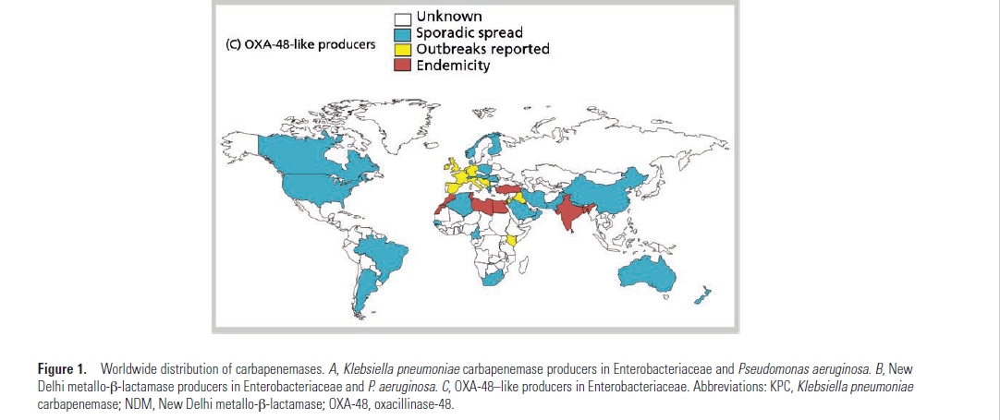 Unknown
(C) OXA-48-like producers
Sporadic spread
Outbreaks reported
Endemicity
Figure 1. Worldwide distribution of carbapenemases. A, Klebsiella pneumoniae carbapenemase producers in Enterobacteriaceae and Pseudomonas aeruginosa. B, New
Delhi metallo-β-lactamase producers in Enterobacteriaceae and P. aeruginosa. C, OXA-48–like producers in Enterobacteriaceae. Abbreviations: KPC, Klebsiella pneumoniae
carbapenemase; NDM, New Delhi metallo-β-lactamase; OXA-48, oxacillinase-48.